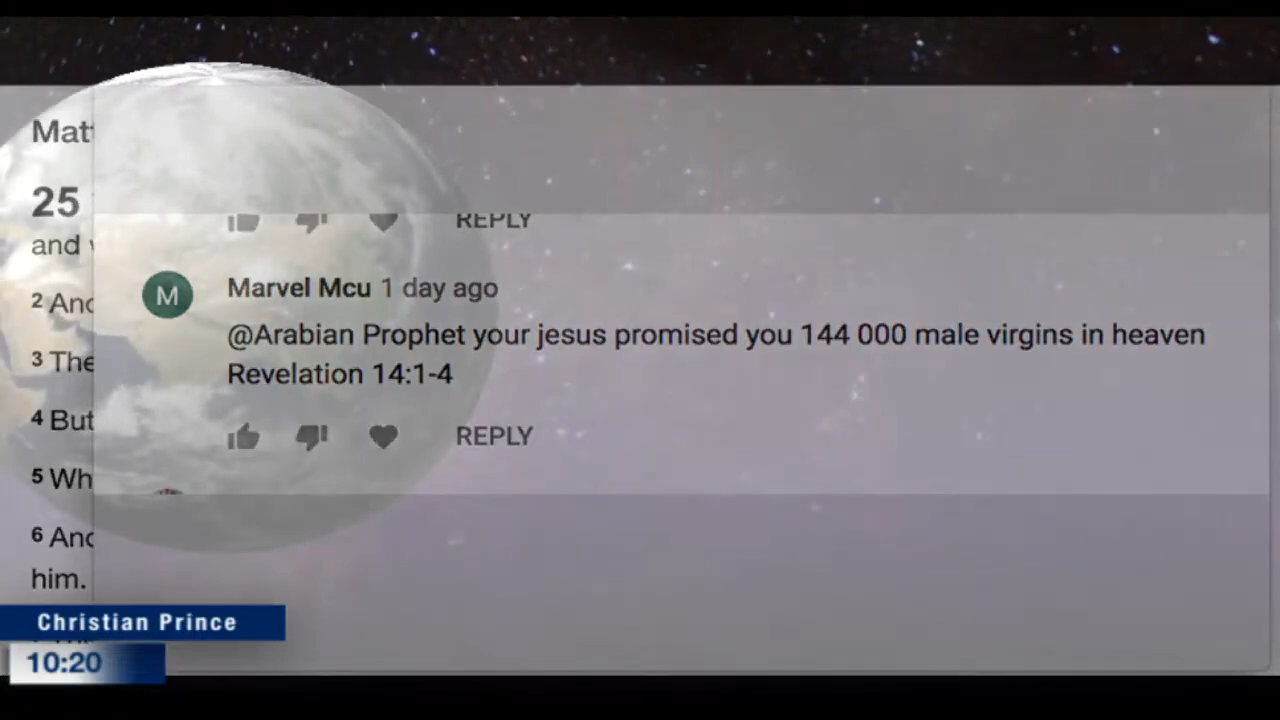 Mat
25
and
2 And
3 The
4 But
5 Wh
6 And
him.
REPLY
Marvel Mcu 1 day ago
@Arabian Prophet your jesus promised you 144 000 male virgins in heaven
Revelation 14:1-4
REPLY
M
Christian Prince
10:20